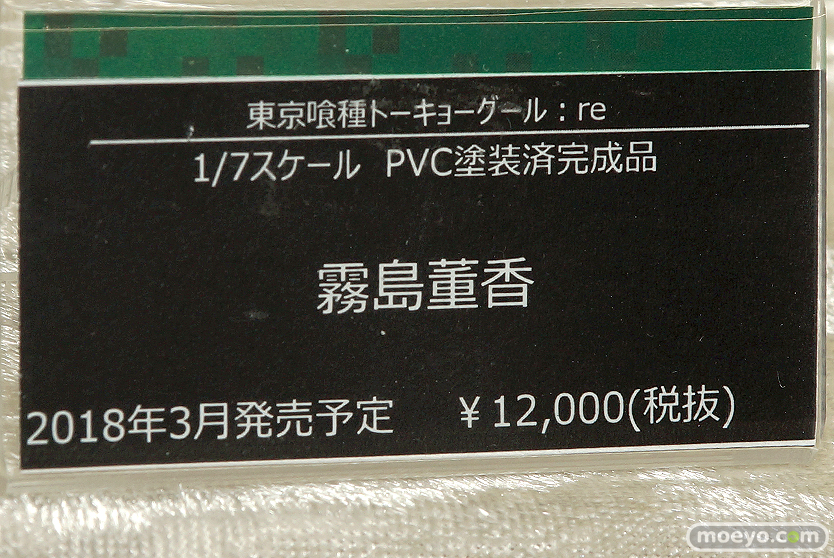 東京喰種トーキョーグール：re
1/7スケール PVC塗装済完成品
霧島董香
2018年3月発売予定 ￥12,000(税抜)
moeyo.com